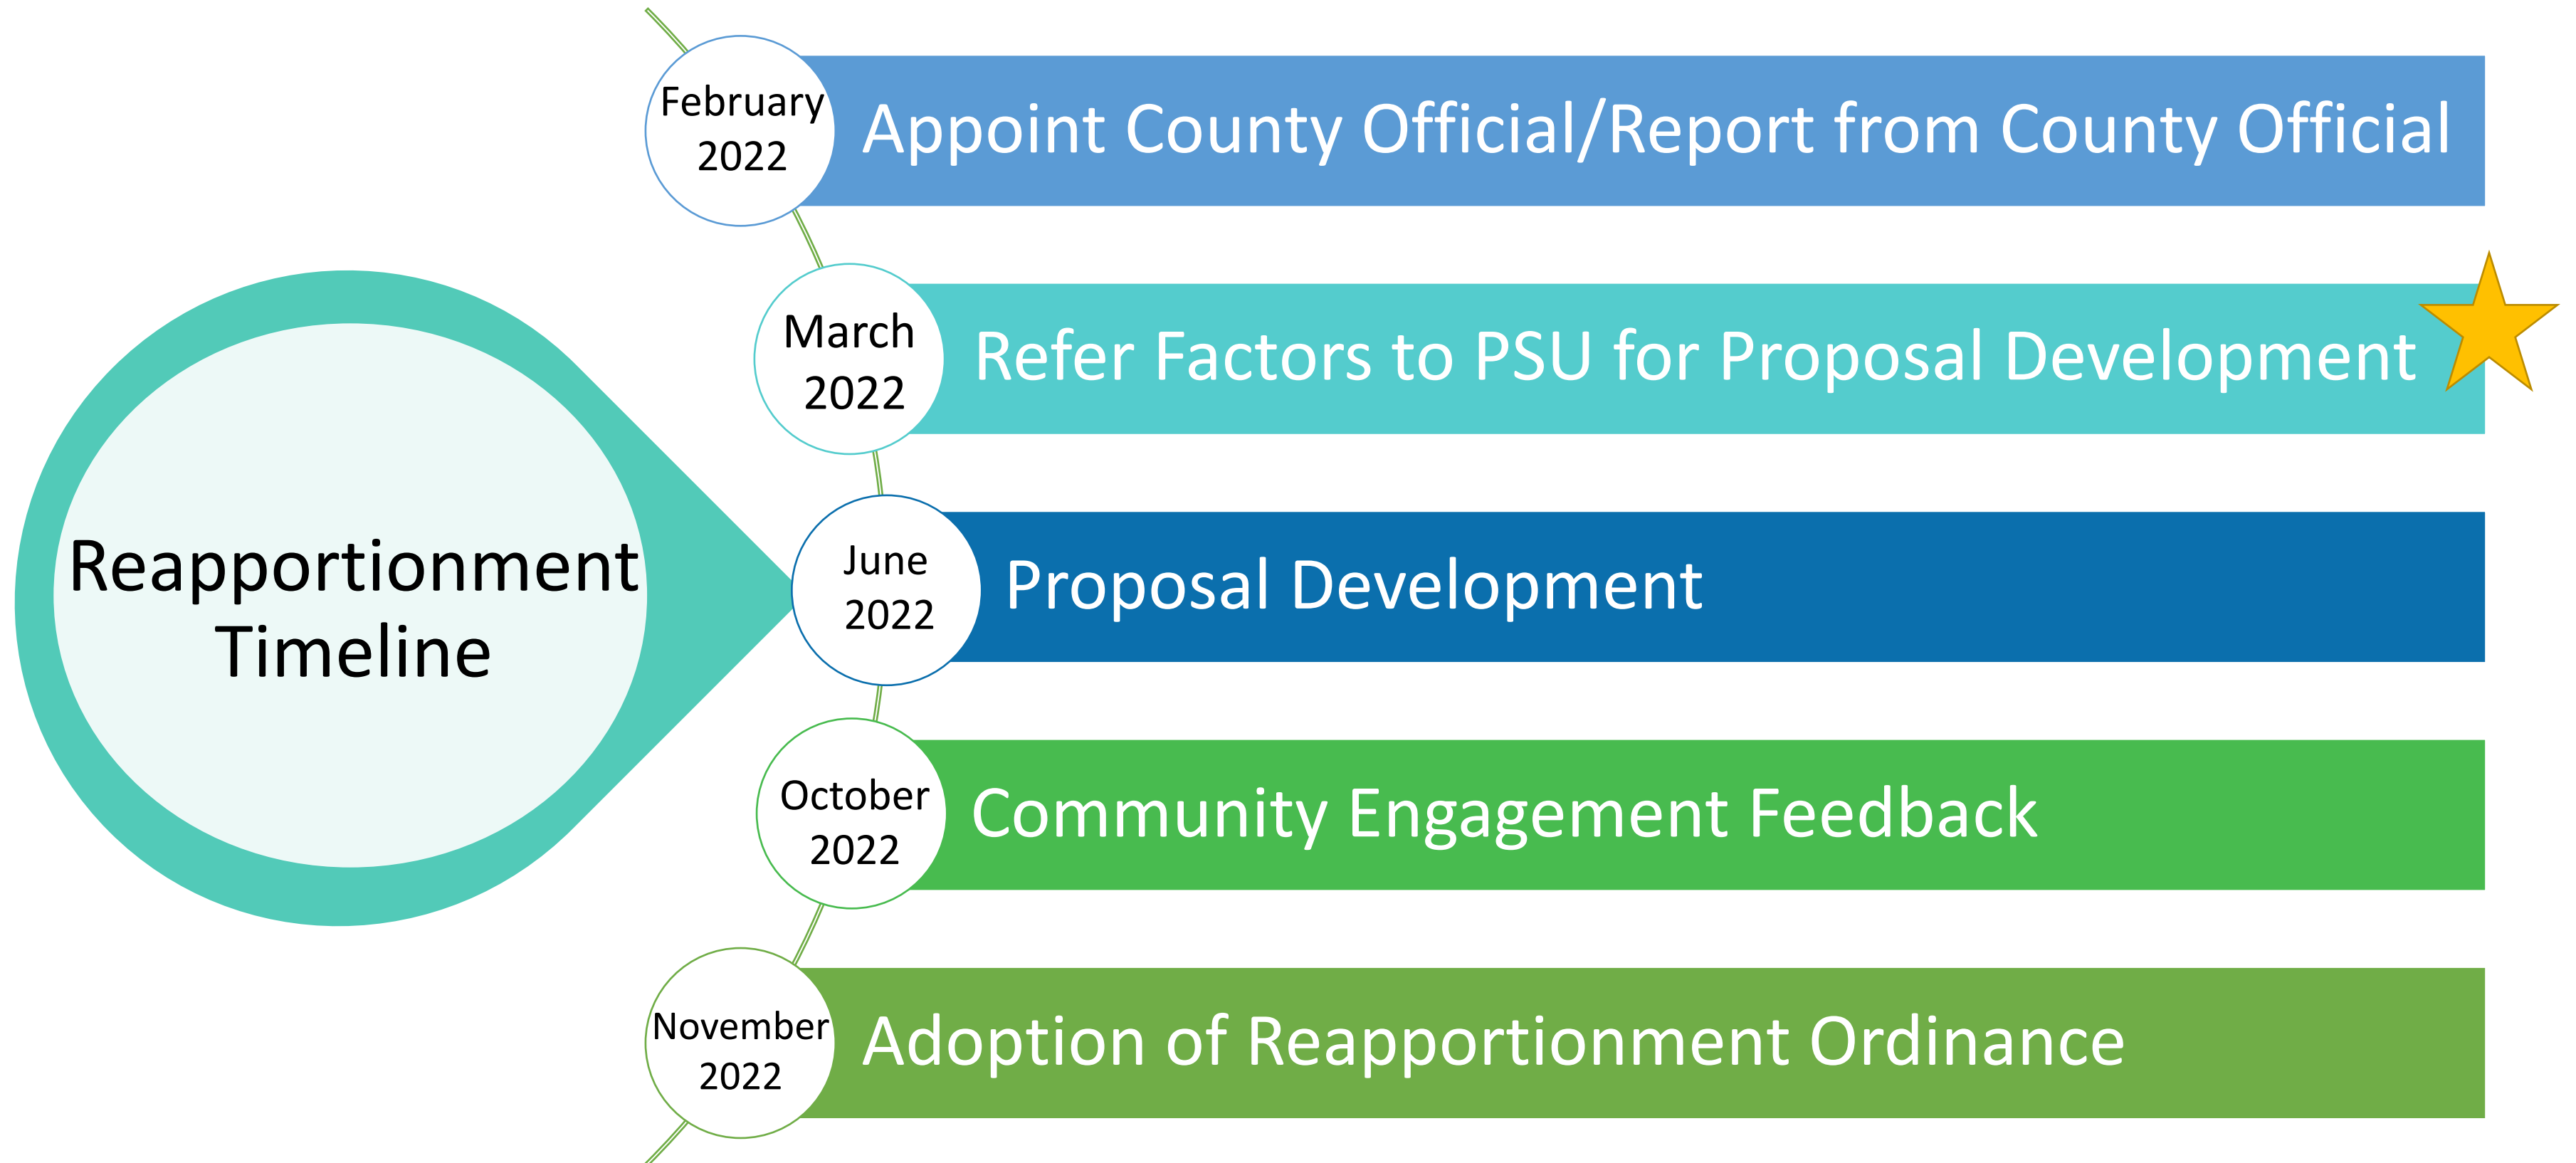 Reapportionment
Timeline
February
2022
Appoint County Official/Report from County Official
March
2022
Refer Factors to PSU for Proposal Development
June
2022
Proposal Development
October
2022
Community Engagement Feedback
November
2022
Adoption of Reapportionment Ordinance